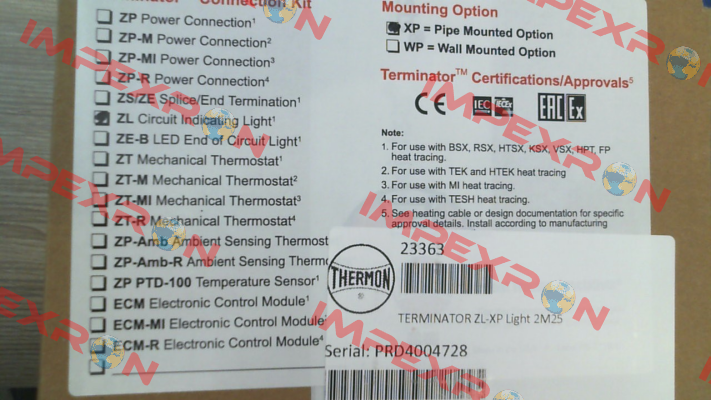 Terminator™ Connection Kit
ZP Power Connection¹
ZP-M Power Connection²
ZP-MI Power Connection³
ZP-R Power Connection⁴
ZS/ZE Splice/End Termination¹
ZL Circuit Indicating Light¹
ZE-B LED End of Circuit Light¹
ZT Mechanical Thermostat¹
ZT-M Mechanical Thermostat²
ZT-MI Mechanical Thermostat³
ZT-R Mechanical Thermostat⁴
ZP-Amb Ambient Sensing Thermost
ZP-Amb-R Ambient Sensing Thermo
ZP PTD-100 Temperature Sensor¹
ECM Electronic Control Module¹
ECM-MI Electronic Control Module
ECM-R Electronic Control Module⁴
Mounting Option
XP = Pipe Mounted Option
WP = Wall Mounted Option
Terminator™ Certifications/Approvals⁵
CE IEC IECEx EAC Ex
Note:
1. For use with BSX, RSX, HTSX, KSX, VSX, HPT, FP
heat tracing.
2. For use with TEK and HTEK heat tracing
3. For use with MI heat tracing.
4. For use with TESH heat tracing.
5. See heating cable or design documentation for specific
approval details. Install according to manufacturing
THERMON
23363
TERMINATOR ZL-XP Light 2M25
Serial: PRD4004728
IMPEXRON
IMPEXRON
IMPEXRON
IMPEXRON
IMPEXRON